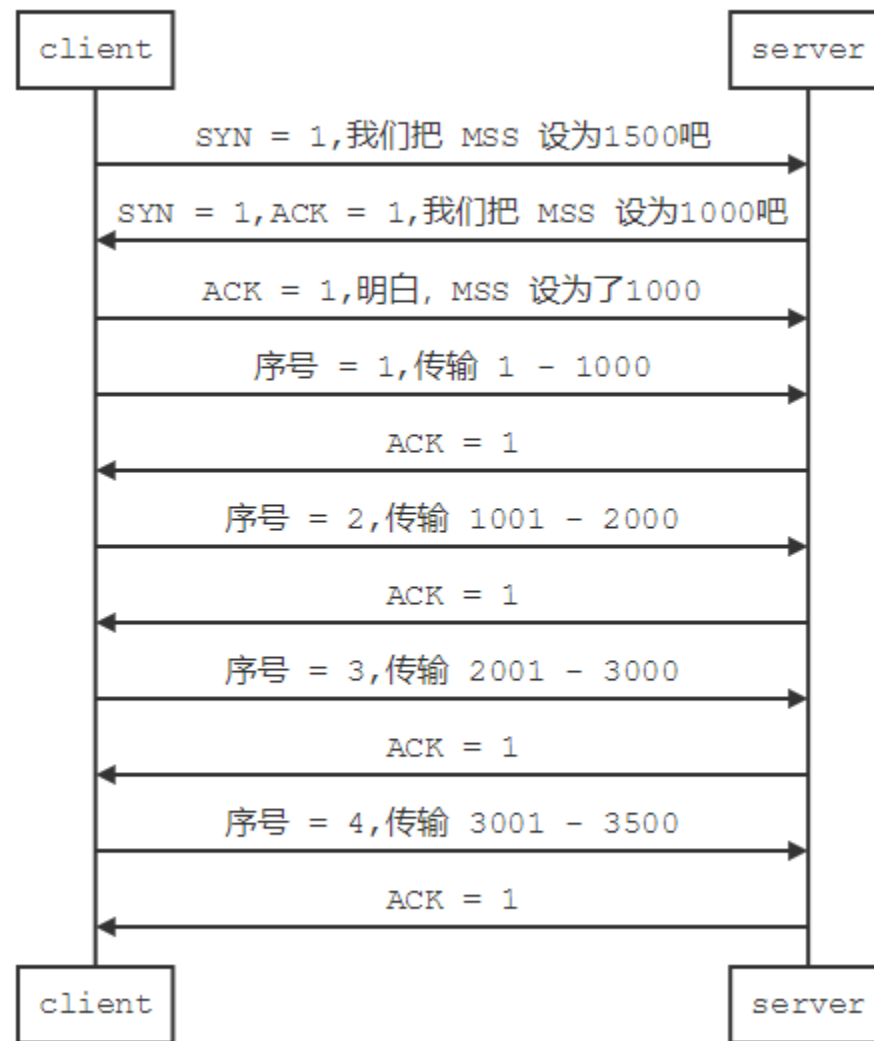 client server
SYN = 1,我们把 MSS 设为1500吧
SYN = 1,ACK = 1,我们把 MSS 设为1000吧
ACK = 1,明白, MSS 设为了1000
序号 = 1,传输 1 - 1000
ACK = 1
序号 = 2,传输 1001 - 2000
ACK = 1
序号 = 3,传输 2001 - 3000
ACK = 1
序号 = 4,传输 3001 - 3500
ACK = 1
client server